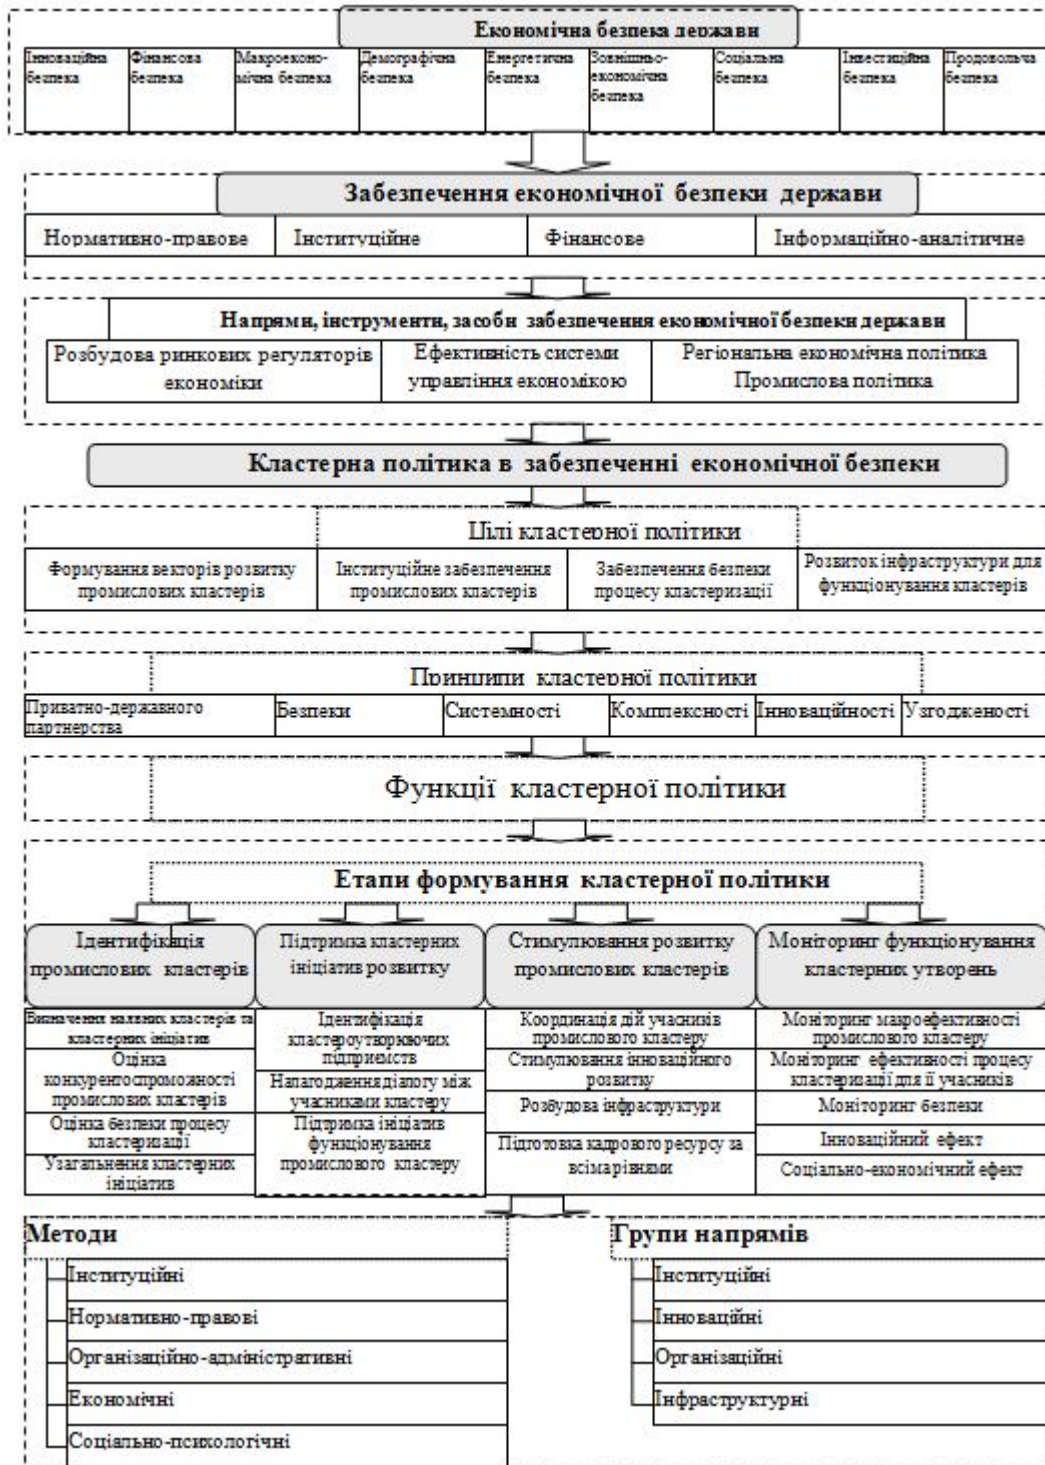 Економічна безпека держави
Інноваційна безпека
Фінансова безпека
Макроеконо-мічна безпека
Демографічна безпека
Енергетична безпека
Зовнішньо-економічна безпека
Соціальна безпека
Інвестиційна безпека
Продовольча безпека
Забезпечення економічної безпеки держави
Нормативно-правове
Інституційне
Фінансове
Інформаційно-аналітичне
Напрями, інструменти, засоби забезпечення економічної безпеки держави
Розбудова ринкових регуляторів
економіки
Ефективність системи
управління економікою
Регіональна економічна політика
Промислова політика
Кластерна політика в забезпеченні економічної безпеки
Цілі кластерної політики
Формування векторів розвитку
промислових кластерів
Інституційне забезпечення
промислових кластерів
Забезпечення безпеки
процесу кластеризації
Розвиток інфраструктури для
функціонування кластерів
Принципи кластерної політики
Приватно-державного
партнерства
Безпеки
Системності
Комплексності
Інноваційності
Узгодженості
Функції кластерної політики
Етапи формування кластерної політики
Ідентифікація
промислових кластерів
Підтримка кластерних
ініціатив розвитку
Стимулювання розвитку
промислових кластерів
Моніторинг функціонування
кластерних утворень
Визначення наявних кластерів та
кластерних ініціатив
Оцінка
конкурентоспроможності
промислових кластерів
Оцінка безпеки процесу
кластеризації
Узагальнення кластерних
ініціатив
Ідентифікація
кластероутворюючих
підприємств
Налагодження діалогу між
учасниками кластеру
Підтримка ініціатив
функціонування
промислового кластеру
Координація дій учасників
промислового кластеру
Стимулювання інноваційного
розвитку
Розбудова інфраструктури
Підготовка кадрового ресурсу за
всіма рівнями
Моніторинг макроефективності
промислового кластеру
Моніторинг ефективності процесу
кластеризації для її учасників
Моніторинг безпеки
Інноваційний ефект
Соціально-економічний ефект
Методи
Інституційні
Нормативно-правові
Організаційно-адміністративні
Економічні
Соціально-психологічні
Групи напрямів
Інституційні
Інноваційні
Організаційні
Інфраструктурні